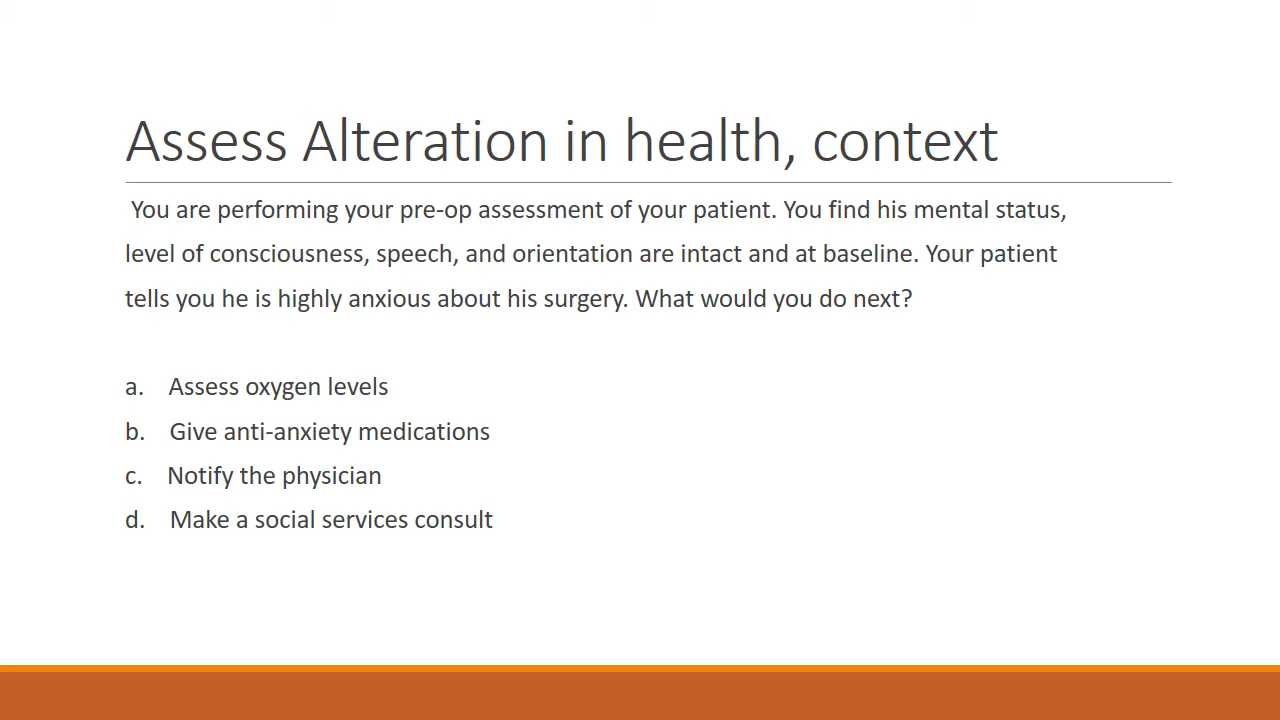 Assess Alteration in health, context
You are performing your pre-op assessment of your patient. You find his mental status,
level of consciousness, speech, and orientation are intact and at baseline. Your patient
tells you he is highly anxious about his surgery. What would you do next?
a. Assess oxygen levels
b. Give anti-anxiety medications
c. Notify the physician
d. Make a social services consult